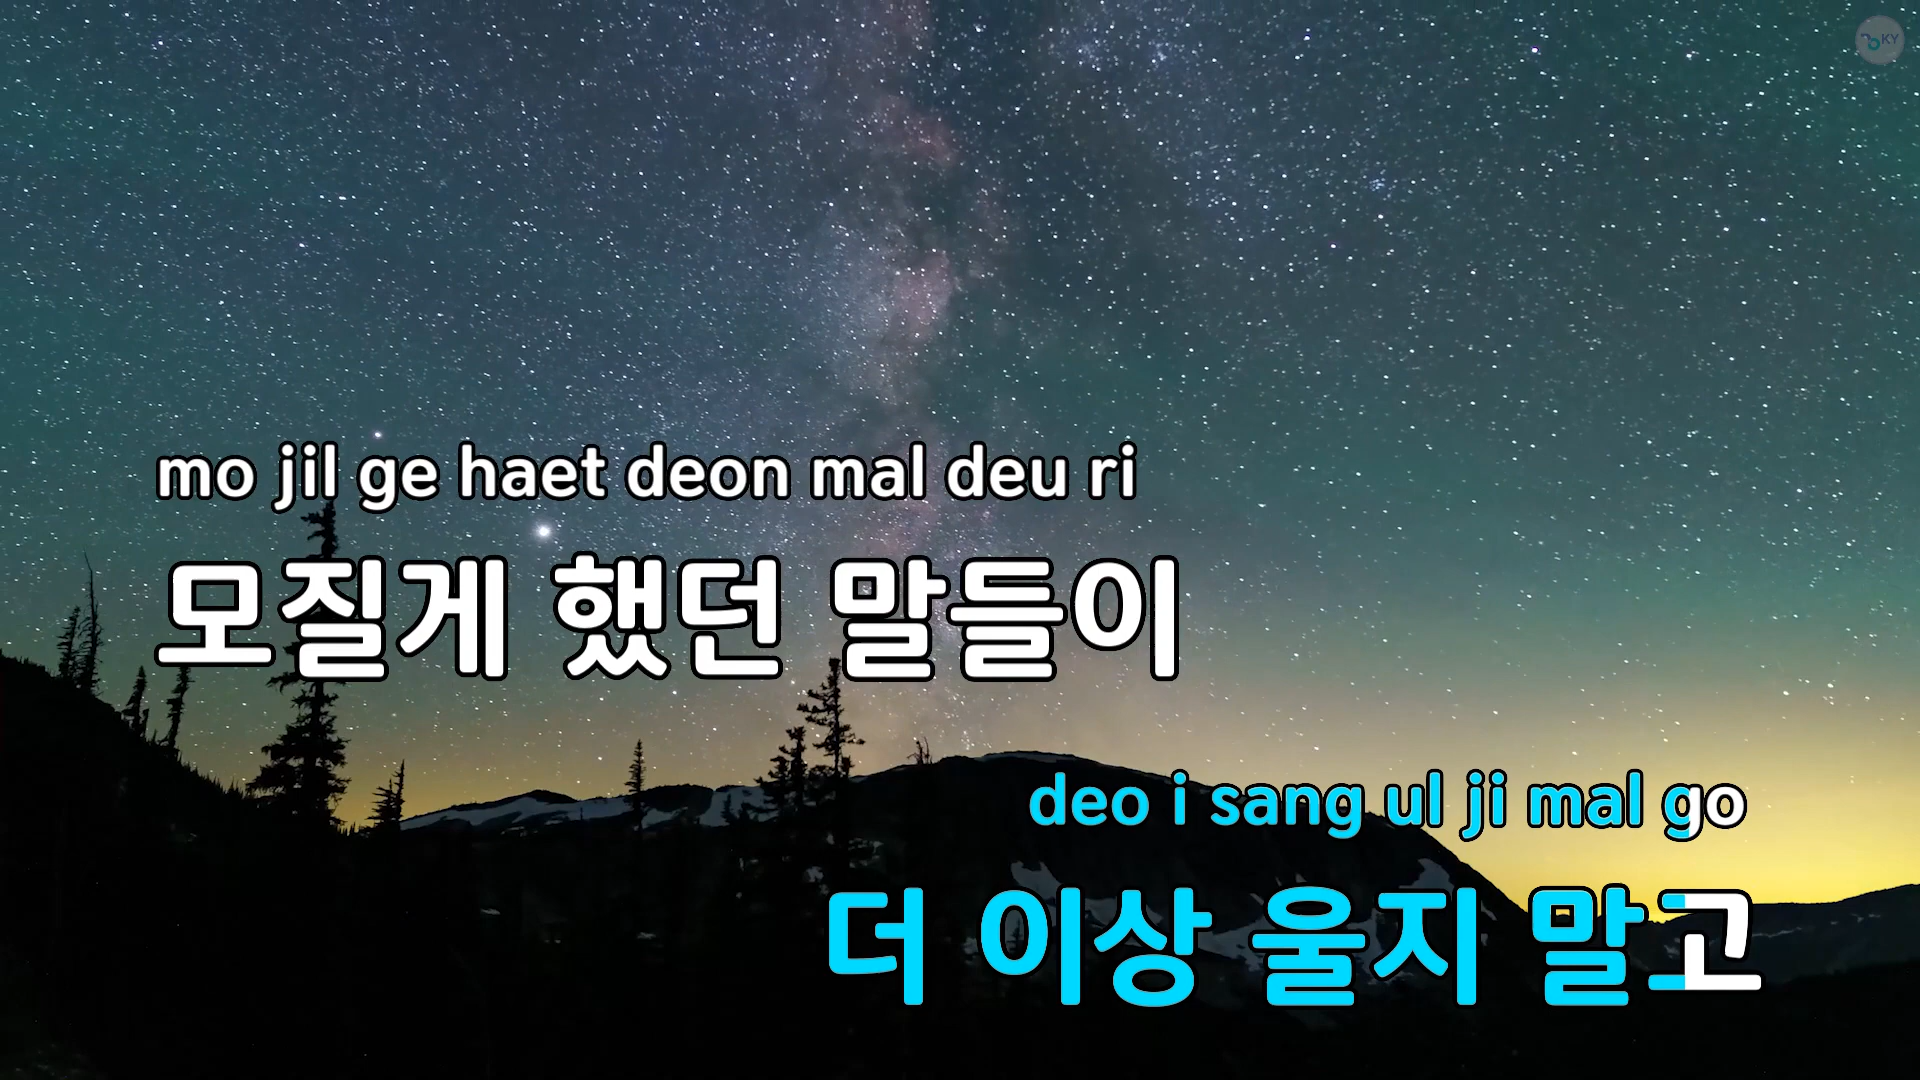 KY
mo jil ge haet deon mal deu ri
모질게 했던 말들이
deo i sang ul ji mal go
더 이상 울지 말고